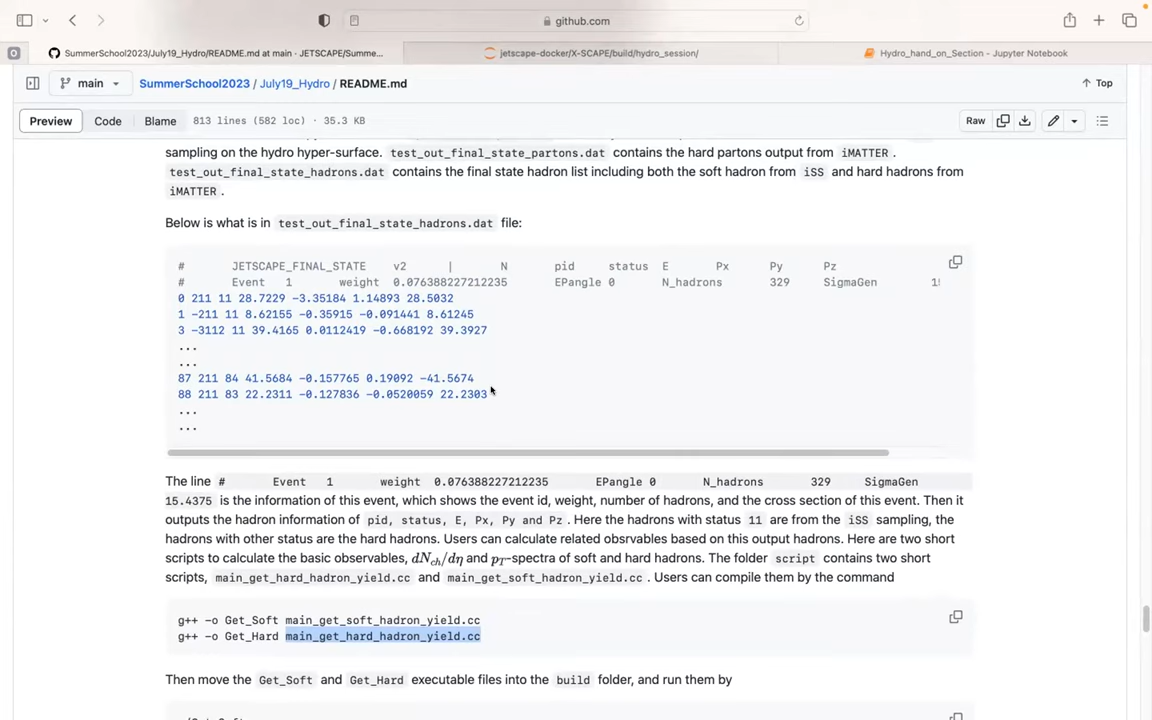 github.com
SummerSchool2023/July19_Hydro/README.md at main · JETSCAPE/Summe...
jetscape-docker/X-SCAPE/build/hydro_session/
Hydro_hand_on_Section - Jupyter Notebook
main
SummerSchool2023 / July19_Hydro / README.md
Top
Preview
Code
Blame
813 lines (582 loc) · 35.3 KB
Raw
sampling on the hydro hyper-surface. test_out_final_state_partons.dat contains the hard partons output from iMATTER .
test_out_final_state_hadrons.dat contains the final state hadron list including both the soft hadron from iSS and hard hadrons from
iMATTER .
Below is what is in test_out_final_state_hadrons.dat file:
# JETSCAPE_FINAL_STATE v2 | N pid status E Px Py Pz
# Event 1 weight 0.076388227212235 EPangle 0 N_hadrons 329 SigmaGen
0 211 11 28.7229 -3.35184 1.14893 28.5032
1 -211 11 8.62155 -0.35915 -0.091441 8.61245
3 -3112 11 39.4165 0.0112419 -0.668192 39.3927
...
...
87 211 84 41.5684 -0.157765 0.19092 -41.5674
88 211 83 22.2311 -0.127836 -0.0520059 22.2303
...
...
The line # Event 1 weight 0.076388227212235 EPangle 0 N_hadrons 329 SigmaGen
15.4375 is the information of this event, which shows the event id, weight, number of hadrons, and the cross section of this event. Then it
outputs the hadron information of pid, status, E, Px, Py and Pz . Here the hadrons with status 11 are from the iSS sampling, the
hadrons with other status are the hard hadrons. Users can calculate related obsrvables based on this output hadrons. Here are two short
scripts to calculate the basic observables, dN_ch/dη and p_T-spectra of soft and hard hadrons. The folder script contains two short
scripts, main_get_hard_hadron_yield.cc and main_get_soft_hadron_yield.cc . Users can compile them by the command
g++ -o Get_Soft main_get_soft_hadron_yield.cc
g++ -o Get_Hard main_get_hard_hadron_yield.cc
Then move the Get_Soft and Get_Hard executable files into the build folder, and run them by